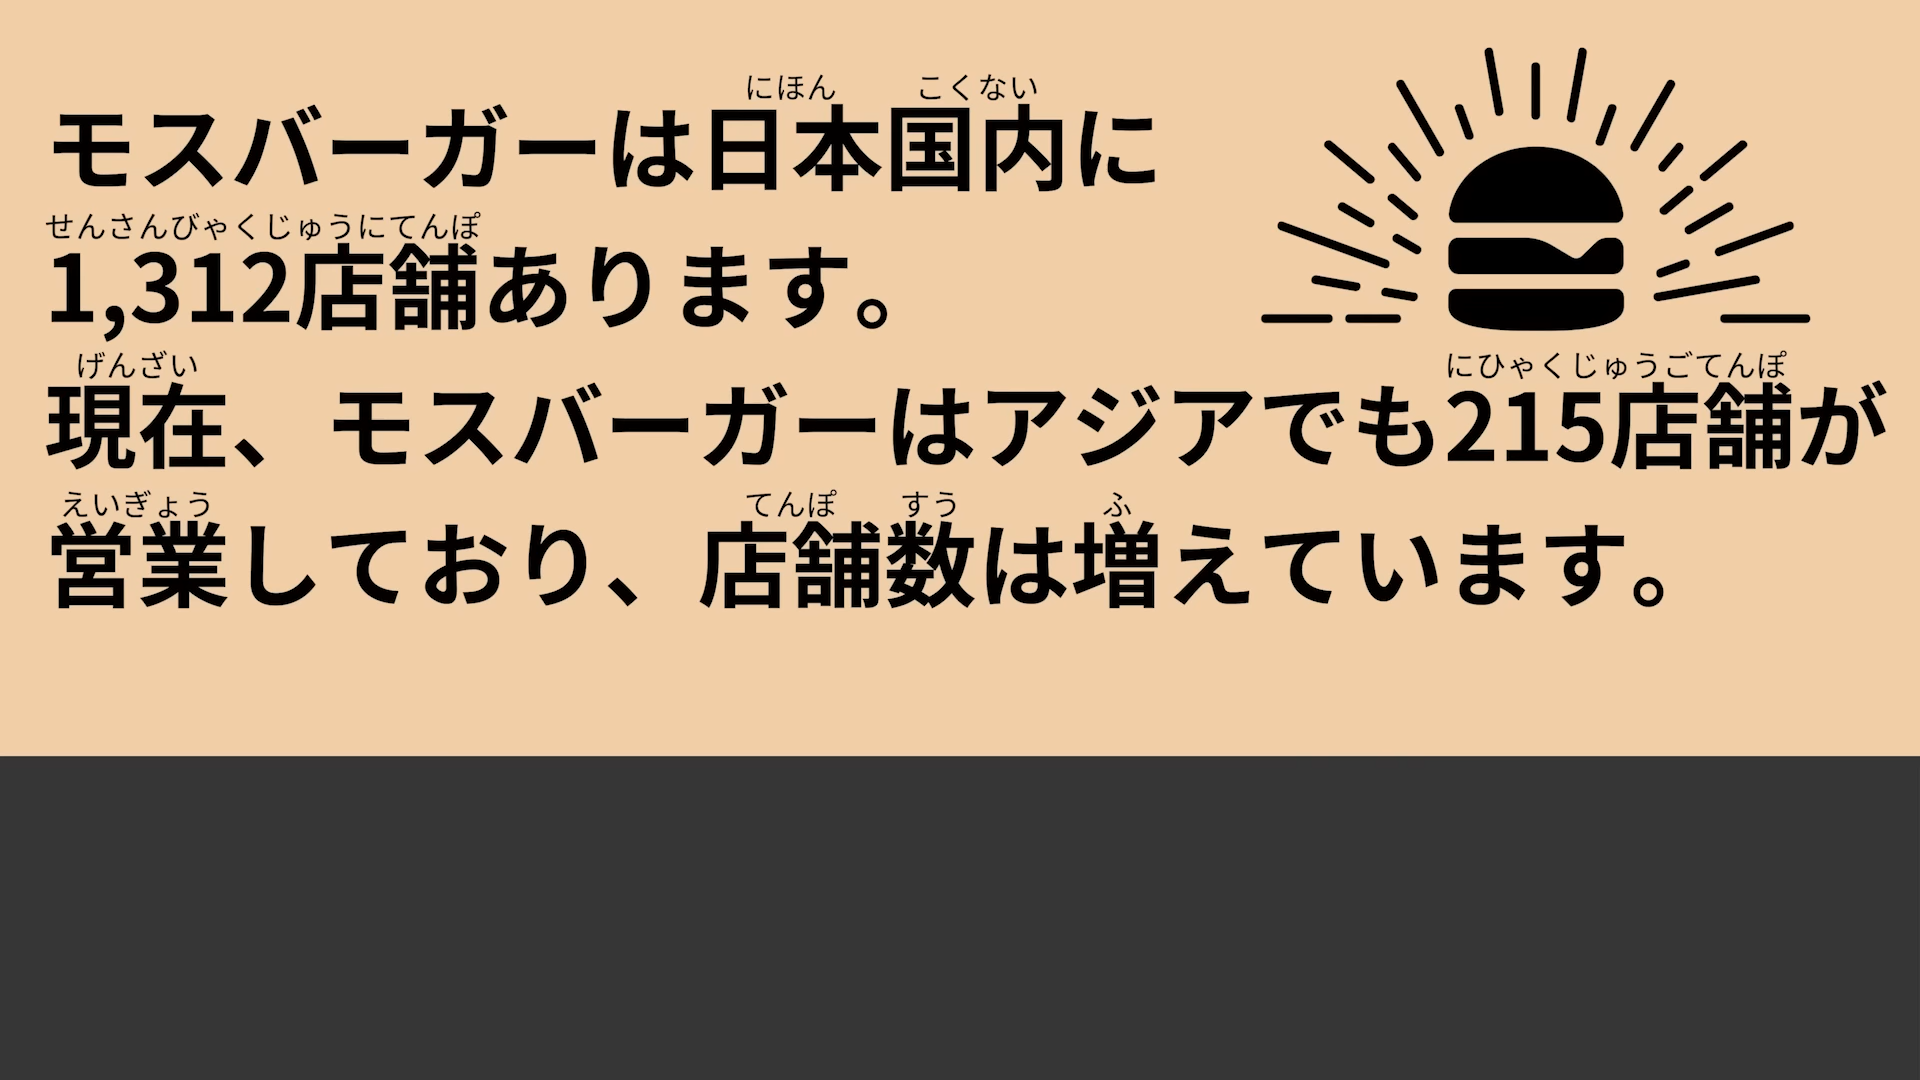 にほん こくない
モスバーガーは日本国内に
せんさんびゃくじゅうにてんぽ
1,312店舗あります。
げんざい にひゃくじゅうごてんぽ
現在、モスバーガーはアジアでも215店舗が
えいぎょう てんぽ すう ふ
営業しており、店舗数は増えています。